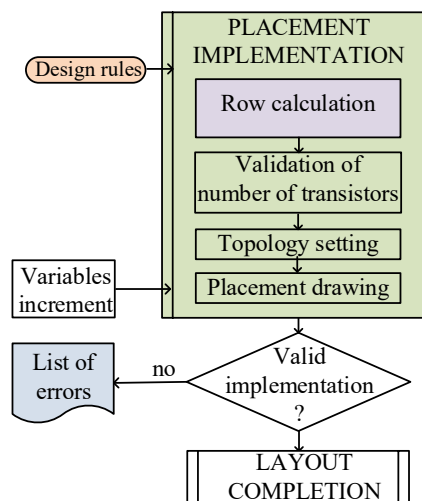 PLACEMENT
IMPLEMENTATION
Design rules
Row calculation
Validation of
number of transistors
Topology setting
Variables
increment
Placement drawing
List of
errors
no
Valid
implementation
?
LAYOUT
COMPLETION